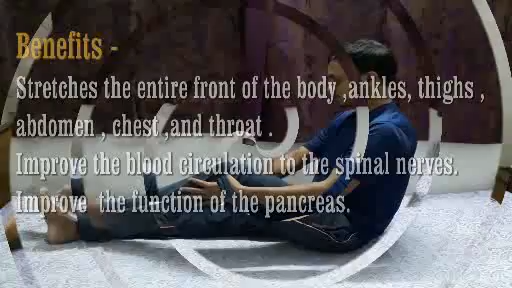 Benefits -
Stretches the entire front of the body ,ankles, thighs ,
abdomen , chest ,and throat .
Improve the blood circulation to the spinal nerves.
Improve  the function of the pancreas.